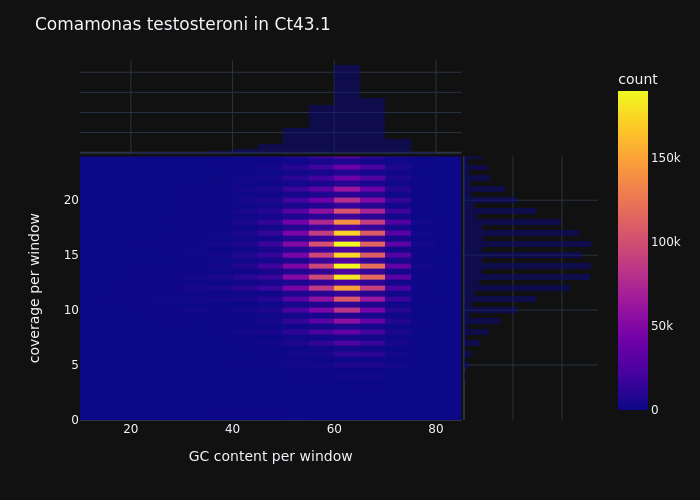 Comamonas testosteroni in Ct43.1
count
150k
100k
50k
0
20
15
10
5
0
coverage per window
20
40
60
80
GC content per window